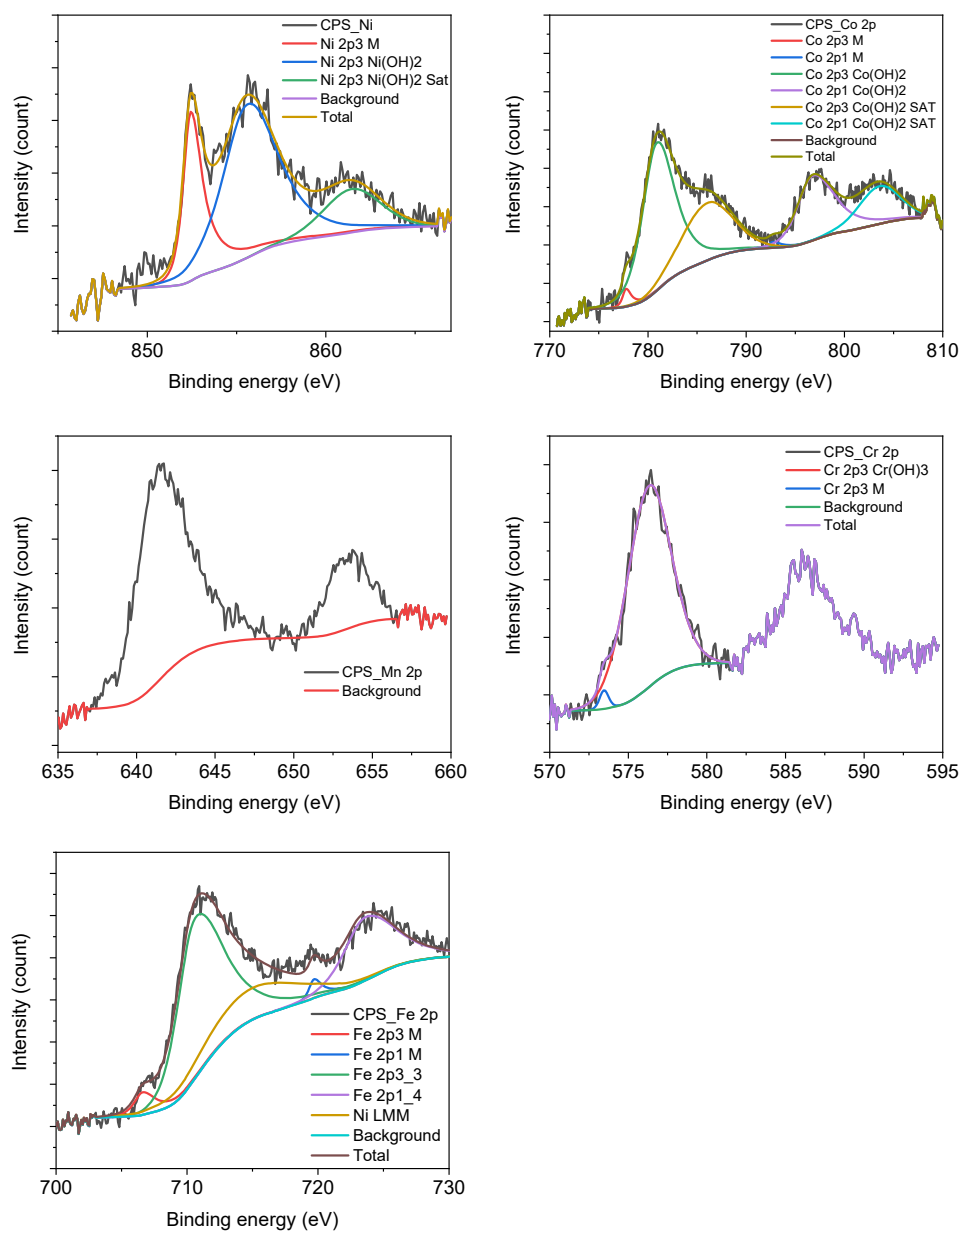 CPS_Ni
Ni 2p3 M
Ni 2p3 Ni(OH)2
Ni 2p3 Ni(OH)2 Sat
Background
Total
Intensity (count)
850 860
Binding energy (eV)
CPS_Co 2p
Co 2p3 M
Co 2p1 M
Co 2p3 Co(OH)2
Co 2p1 Co(OH)2
Co 2p3 Co(OH)2 SAT
Co 2p1 Co(OH)2 SAT
Background
Total
Intensity (count)
770 780 790 800 810
Binding energy (eV)
CPS_Mn 2p
Background
Intensity (count)
635 640 645 650 655 660
Binding energy (eV)
CPS_Cr 2p
Cr 2p3 Cr(OH)3
Cr 2p3 M
Background
Total
Intensity (count)
570 575 580 585 590 595
Binding energy (eV)
CPS_Fe 2p
Fe 2p3 M
Fe 2p1 M
Fe 2p3_3
Fe 2p1_4
Ni LMM
Background
Total
Intensity (count)
700 710 720 730
Binding energy (eV)